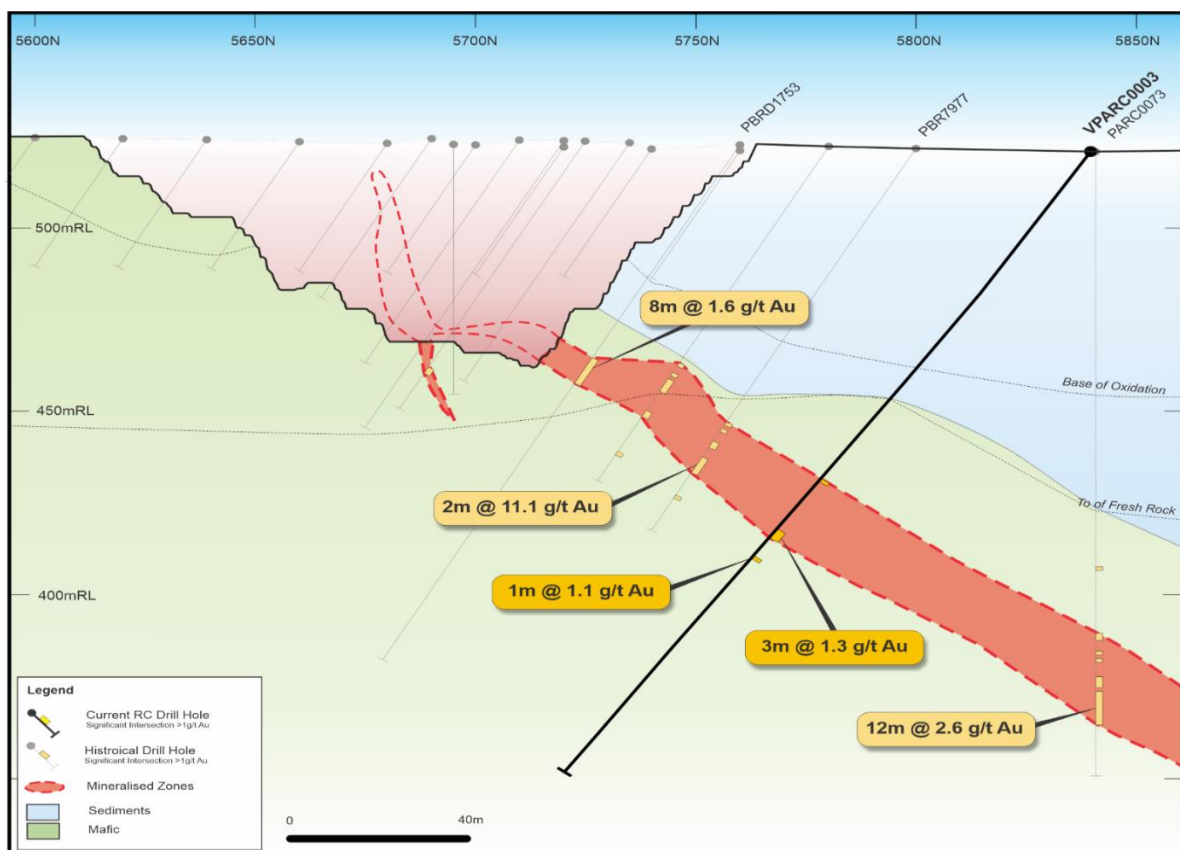 5600N
5650N
5700N
5750N
5800N
5850N
PBRD1753
PBR7977
VPARC0003
PARC0073
500mRL
450mRL
400mRL
8m @ 1.6 g/t Au
Base of Oxidation
2m @ 11.1 g/t Au
To of Fresh Rock
1m @ 1.1 g/t Au
3m @ 1.3 g/t Au
12m @ 2.6 g/t Au
Legend
Current RC Drill Hole
Significant Intersection >1g/t Au
Histroical Drill Hole
Significant Intersection >1g/t Au
Mineralised Zones
Sediments
Mafic
0
40m